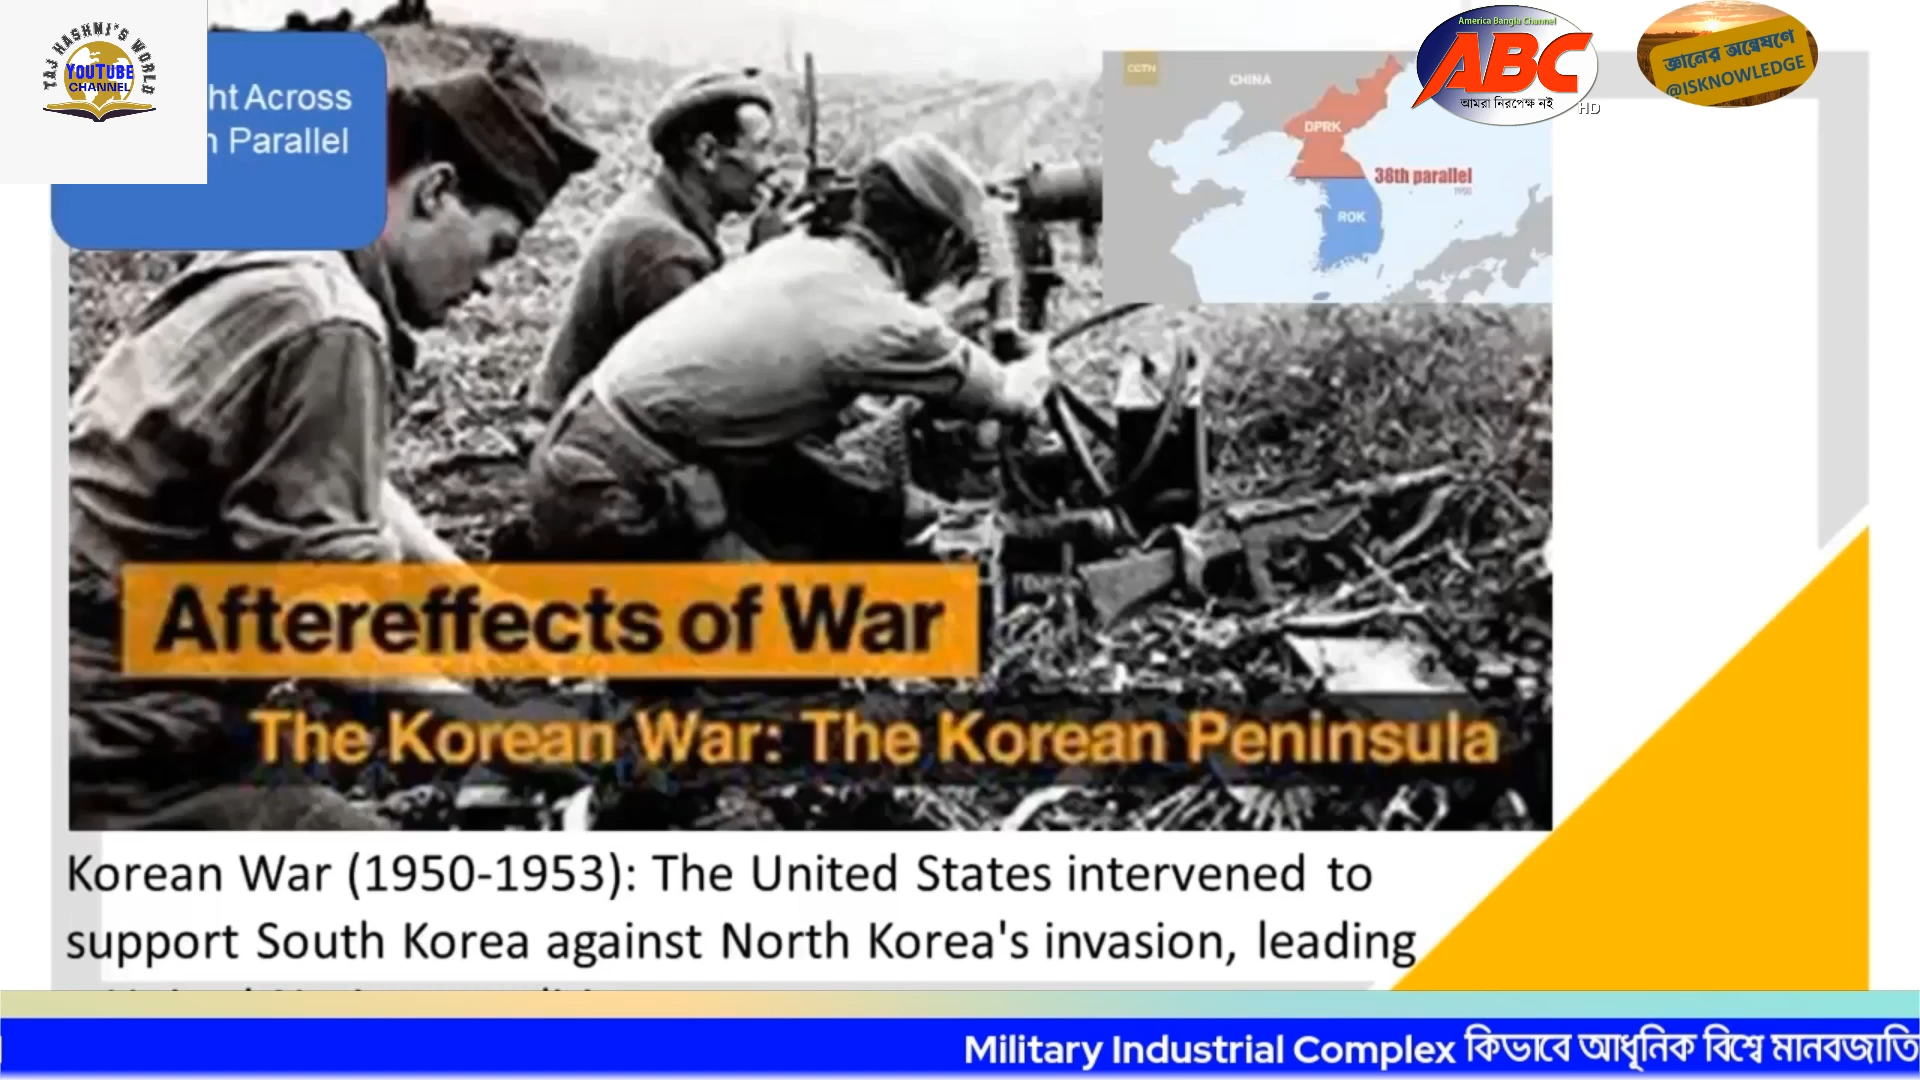 TAJ HASHMI'S WORLD
YOUTUBE
CHANNEL
ht Across
Parallel
CGTN
CHINA
DPRK
38th parallel
1950
ROK
America Bangla Channel
ABC
আমরা নিরপেক্ষ নই
HD
জ্ঞানের অন্বেষণে
@ISKNOWLEDGE
Aftereffects of War
The Korean War: The Korean Peninsula
Korean War (1950-1953): The United States intervened to
support South Korea against North Korea's invasion, leading
Military Industrial Complex কিভাবে আধুনিক বিশ্বে মানবজাতি